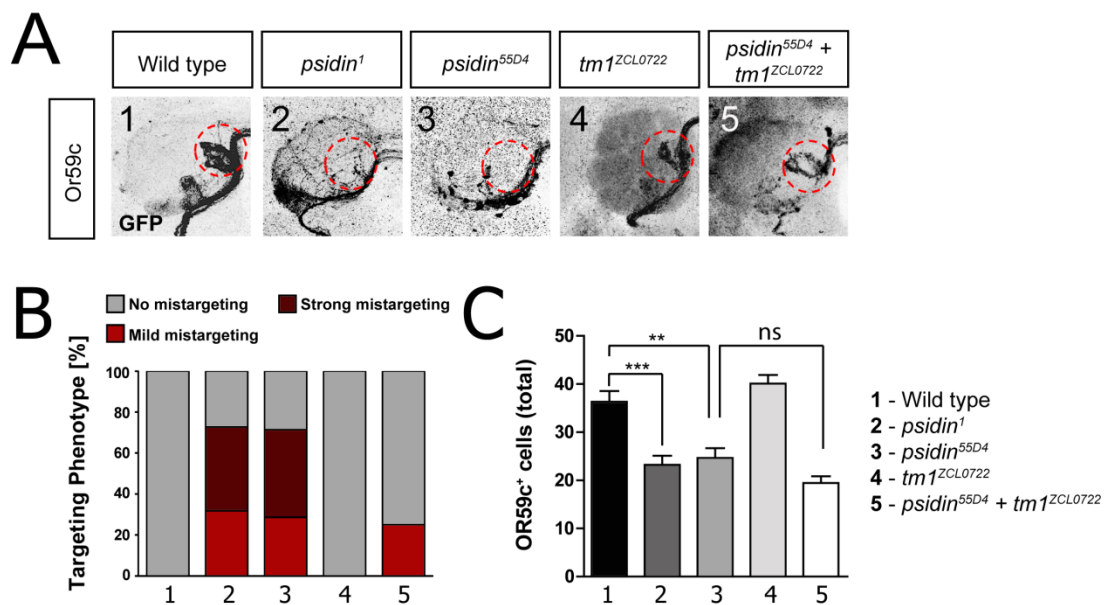 A
Wild type
psidin¹
psidin⁵⁵ᴰ⁴
tm1ᶻᶜᴸ⁰⁷²²
psidin⁵⁵ᴰ⁴ +
tm1ᶻᶜᴸ⁰⁷²²
Or59c
1
2
3
4
5
GFP
B
No mistargeting
Strong mistargeting
Mild mistargeting
Targeting Phenotype [%]
100
80
60
40
20
0
1
2
3
4
5
C
OR59c⁺ cells (total)
50
40
30
20
10
0
**
***
ns
1
2
3
4
5
1 - Wild type
2 - psidin¹
3 - psidin⁵⁵ᴰ⁴
4 - tm1ᶻᶜᴸ⁰⁷²²
5 - psidin⁵⁵ᴰ⁴ + tm1ᶻᶜᴸ⁰⁷²²